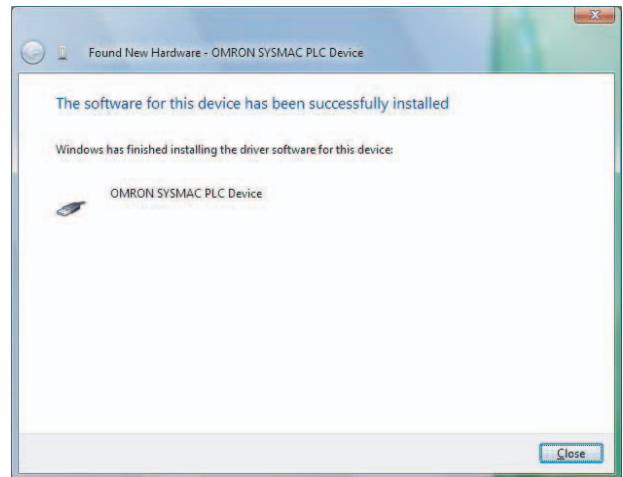 Found New Hardware - OMRON SYSMAC PLC Device
The software for this device has been successfully installed
Windows has finished installing the driver software for this device:
OMRON SYSMAC PLC Device
Close